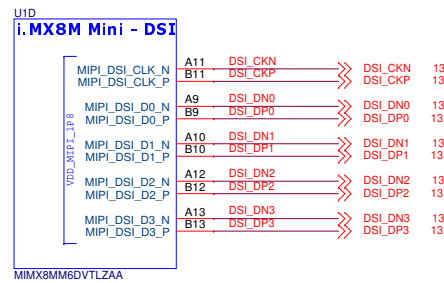 U1D
i.MX8M Mini - DSI
MIPI_DSI_CLK_N A11 DSI_CKN DSI_CKN 13
MIPI_DSI_CLK_P B11 DSI_CKP DSI_CKP 13
MIPI_DSI_D0_N A9 DSI_DN0 DSI_DN0 13
MIPI_DSI_D0_P B9 DSI_DP0 DSI_DP0 13
MIPI_DSI_D1_N A10 DSI_DN1 DSI_DN1 13
MIPI_DSI_D1_P B10 DSI_DP1 DSI_DP1 13
MIPI_DSI_D2_N A12 DSI_DN2 DSI_DN2 13
MIPI_DSI_D2_P B12 DSI_DP2 DSI_DP2 13
MIPI_DSI_D3_N A13 DSI_DN3 DSI_DN3 13
MIPI_DSI_D3_P B13 DSI_DP3 DSI_DP3 13
VDD_MIPI_1P8
MIMX8MM6DVTLZAA